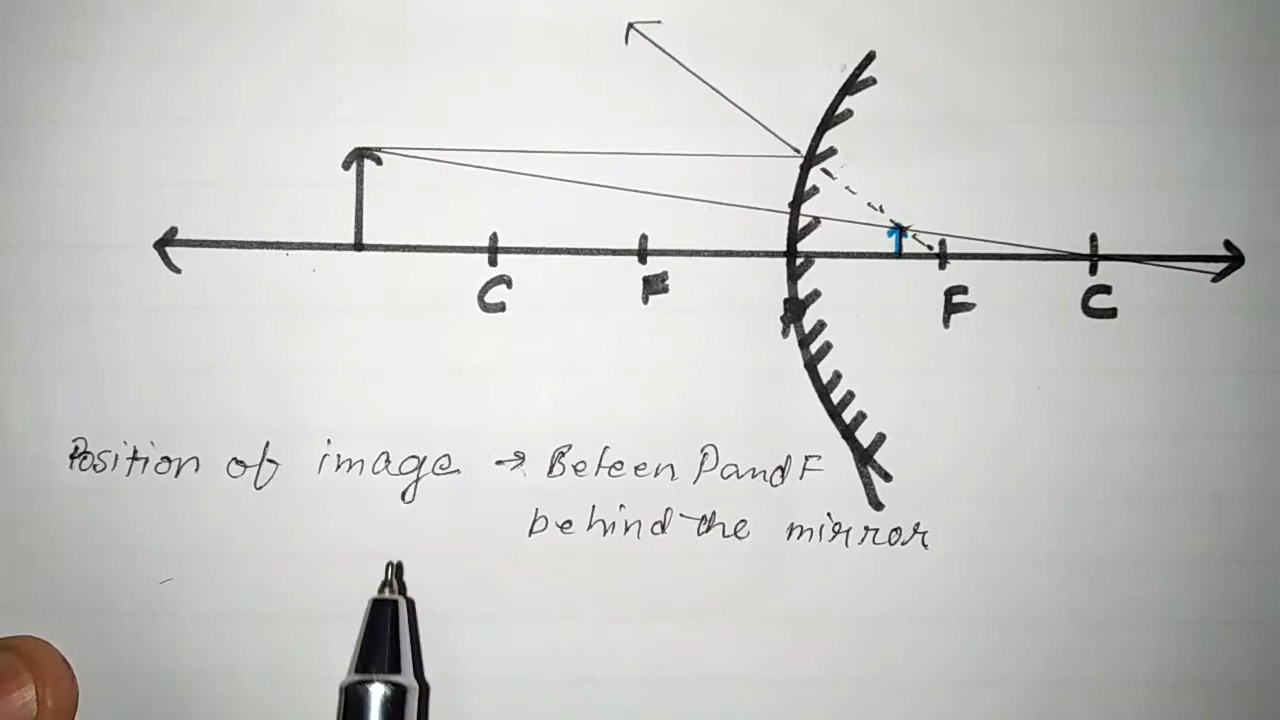 C F F C
Position of image → Beteen P and F
behind the mirror